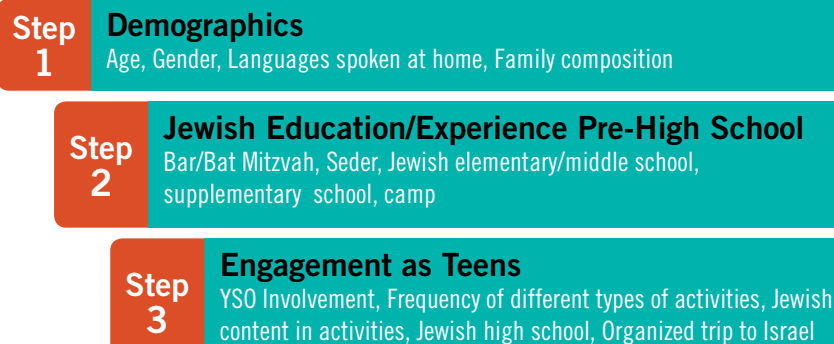 Step
1
Demographics
Age, Gender, Languages spoken at home, Family composition
Step
2
Jewish Education/Experience Pre-High School
Bar/Bat Mitzvah, Seder, Jewish elementary/middle school,
supplementary school, camp
Step
3
Engagement as Teens
YSO Involvement, Frequency of different types of activities, Jewish
content in activities, Jewish high school, Organized trip to Israel